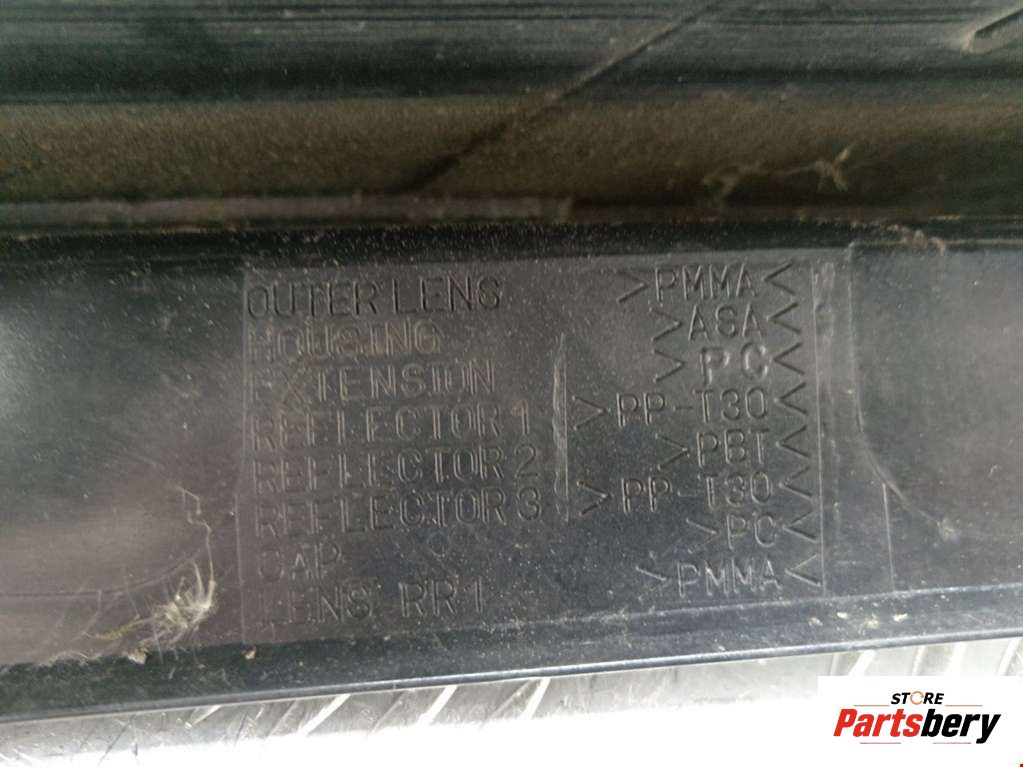 OUTER LENS >PMMA<
HOUSING >ASA<
EXTENSION >PC<
REFLECTOR 1 >PP-T30<
REFLECTOR 2 >PBT<
REFLECTOR 3 >PP-T30<
CAP >PC<
LENS RR1 >PMMA<
STORE
Partsbery